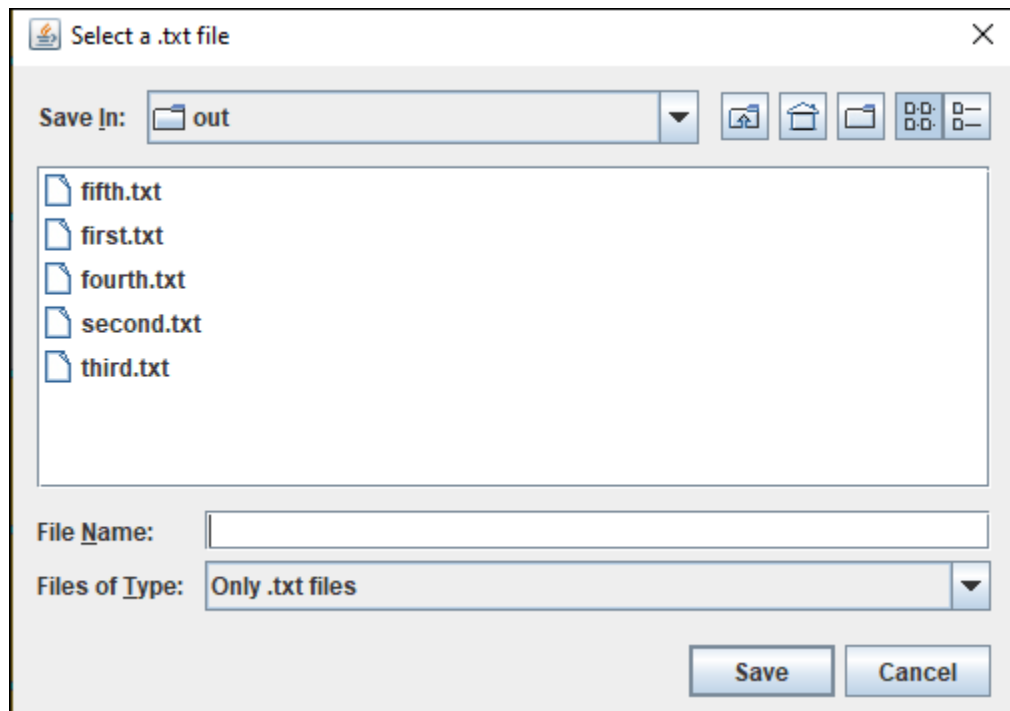 Select a .txt file
Save In: out
fifth.txt
first.txt
fourth.txt
second.txt
third.txt
File Name:
Files of Type: Only .txt files
Save Cancel